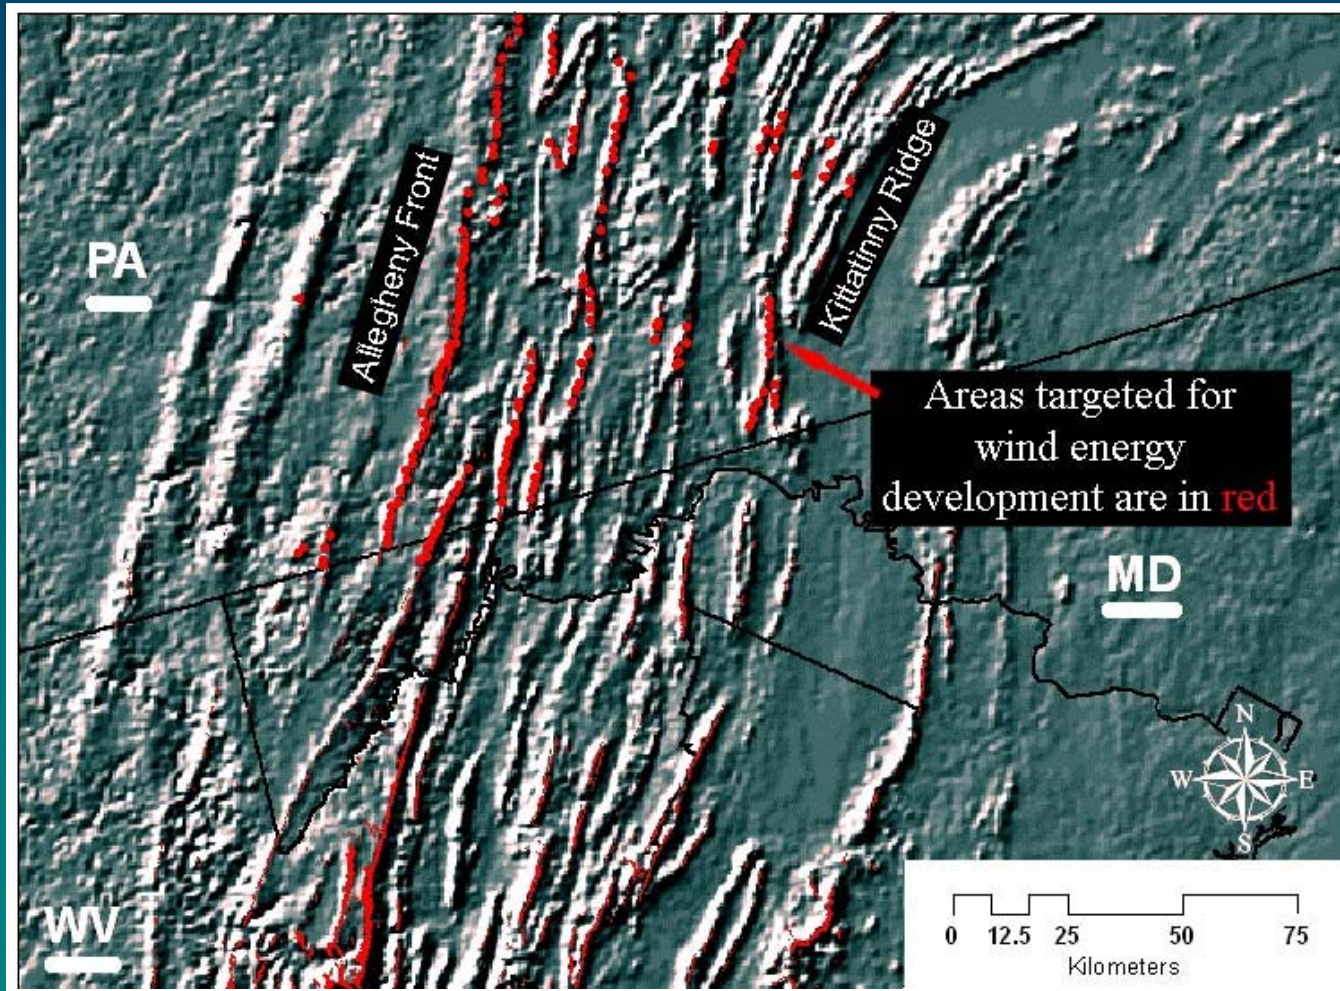 PA
Allegheny Front
Kittatinny Ridge
Areas targeted for
wind energy
development are in red
MD
WV
N
W E
S
0 12.5 25 50 75
Kilometers